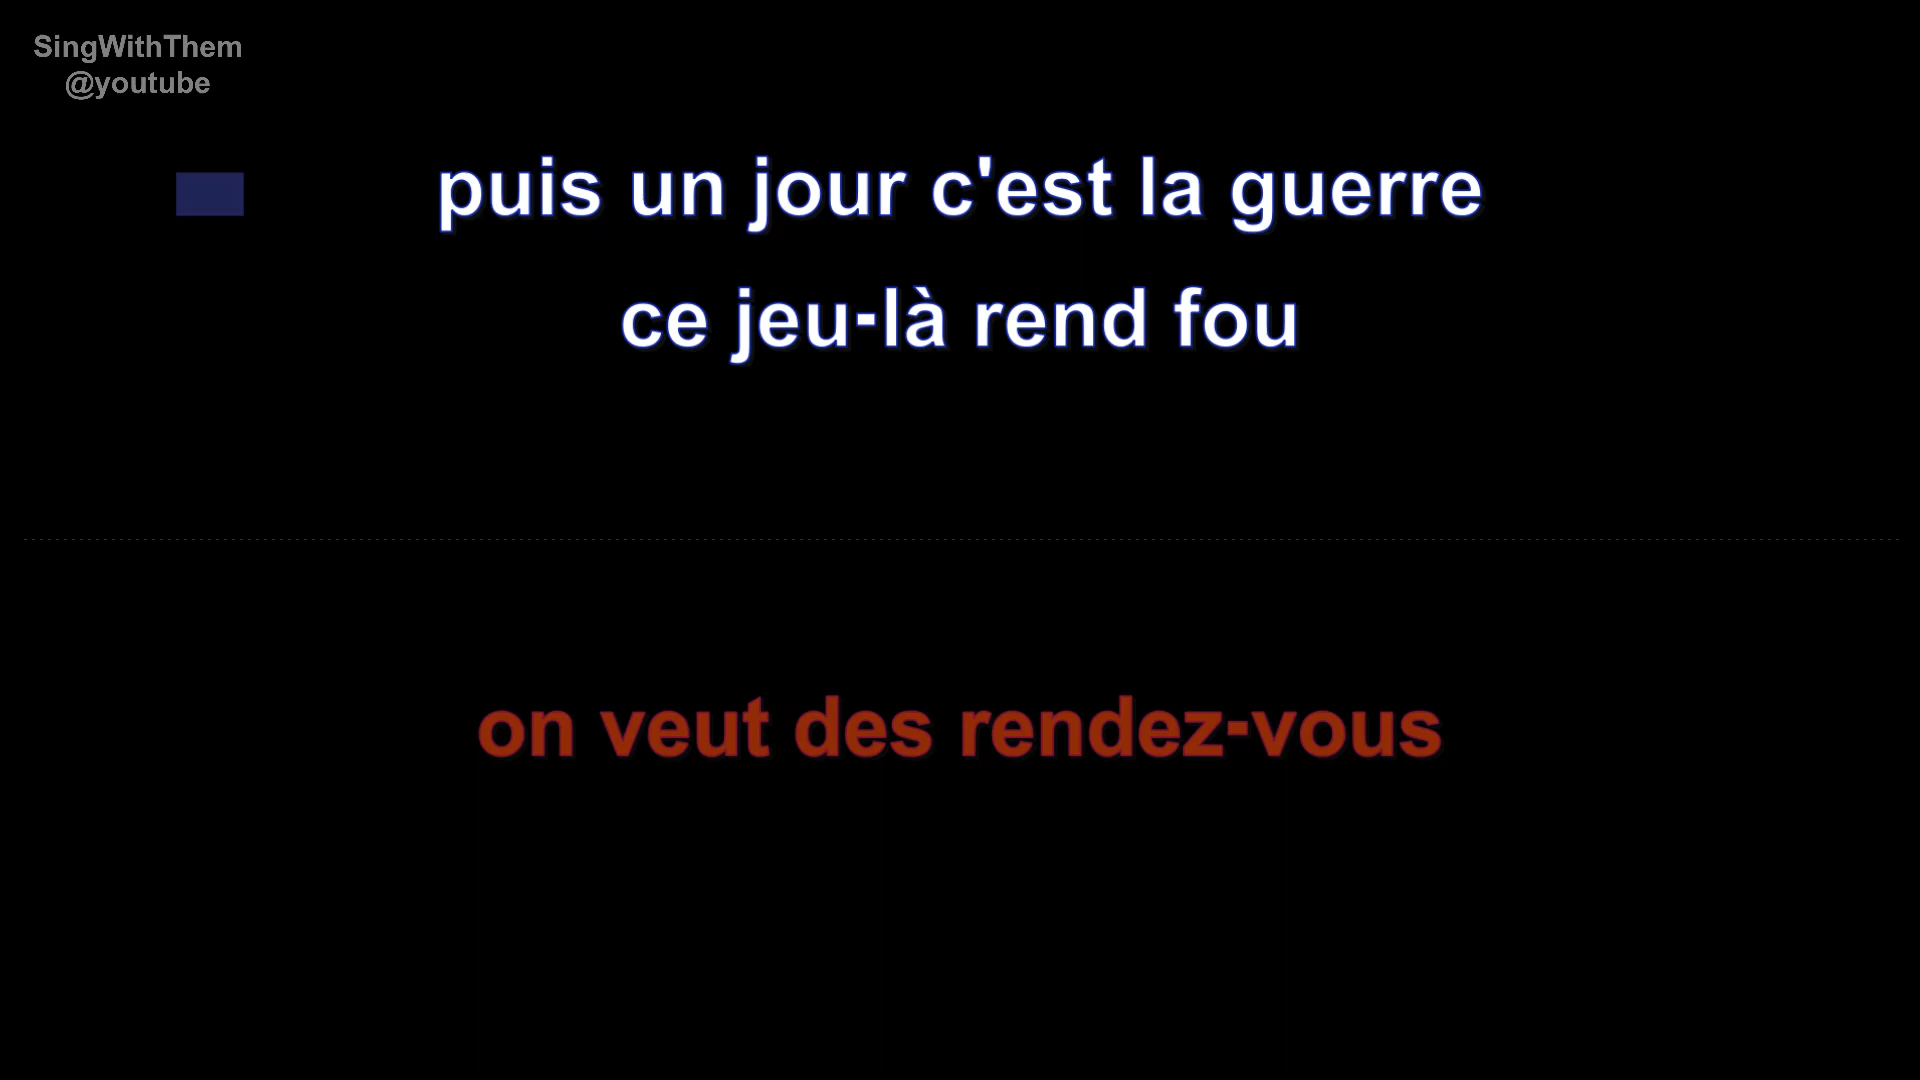 SingWithThem
@youtube
puis un jour c'est la guerre
ce jeu-là rend fou
on veut des rendez-vous